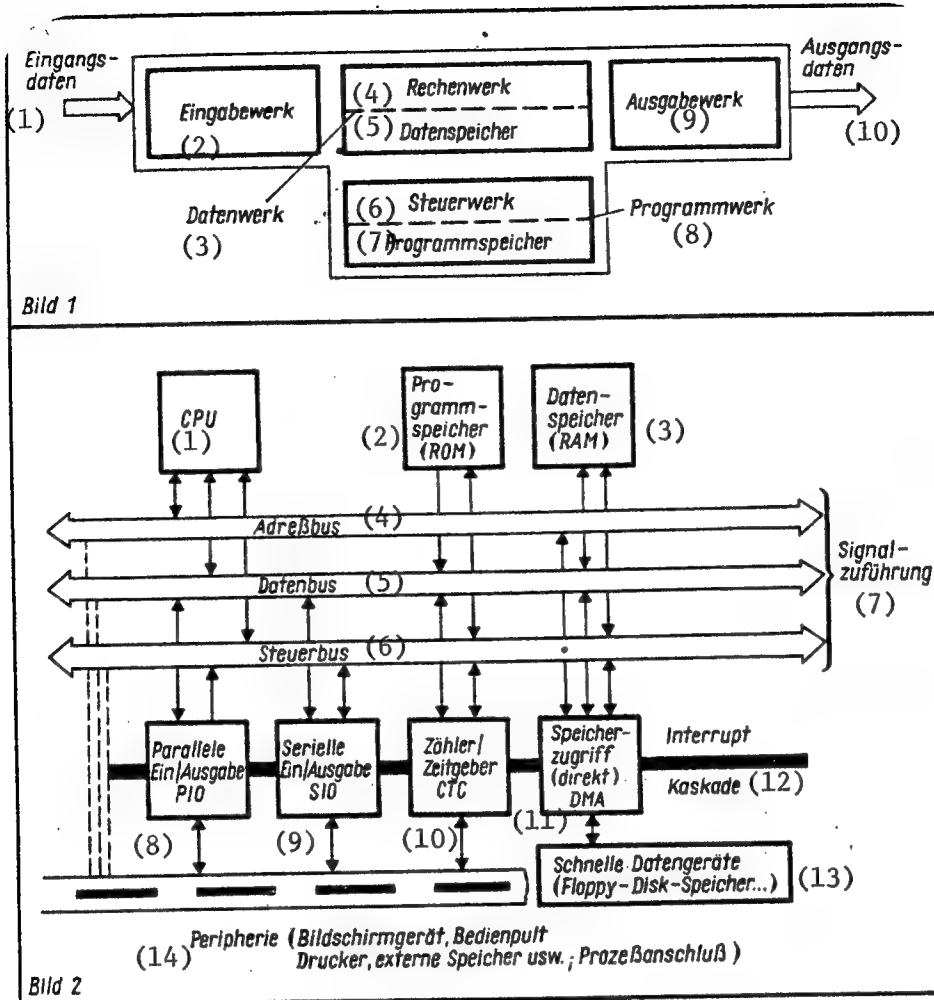 Eingangs-
daten
(1)
Eingabewerk
(2)
(4) Rechenwerk
(5) Datenspeicher
Ausgabewerk
(9)
Ausgangs-
daten
(10)
Datenwerk
(3)
(6) Steuerwerk
(7) Programmspeicher
Programmwerk
(8)
Bild 1
CPU
(1)
Pro-
gramm-
speicher
(ROM)
(2)
Daten-
speicher
(RAM)
(3)
Adreßbus (4)
Datenbus (5)
Steuerbus (6)
Signal-
zuführung
(7)
Parallele
Ein/Ausgabe
PIO
(8)
Serielle
Ein/Ausgabe
SIO
(9)
Zähler/
Zeitgeber
CTC
(10)
Speicher-
zugriff
(direkt)
DMA
(11)
Interrupt
Kaskade (12)
Schnelle Datengeräte
(Floppy-Disk-Speicher...) (13)
(14) Peripherie (Bildschirmgerät, Bedienpult
Drucker, externe Speicher usw.; Prozeßanschluß)
Bild 2